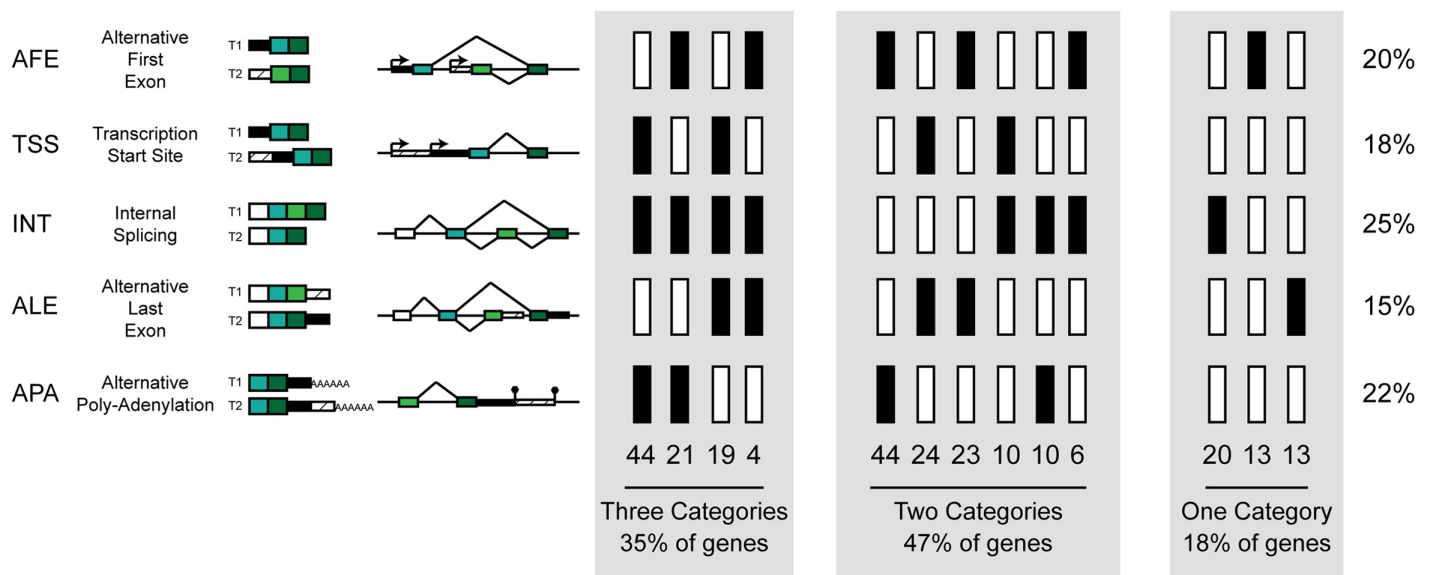 AFE
Alternative
First
Exon
T1
T2
20%
TSS
Transcription
Start Site
T1
T2
18%
INT
Internal
Splicing
T1
T2
25%
ALE
Alternative
Last
Exon
T1
T2
15%
APA
Alternative
Poly-Adenylation
T1
AAAAAA
T2
AAAAAA
22%
44 21 19 4
44 24 23 10 10 6
20 13 13
Three Categories
35% of genes
Two Categories
47% of genes
One Category
18% of genes